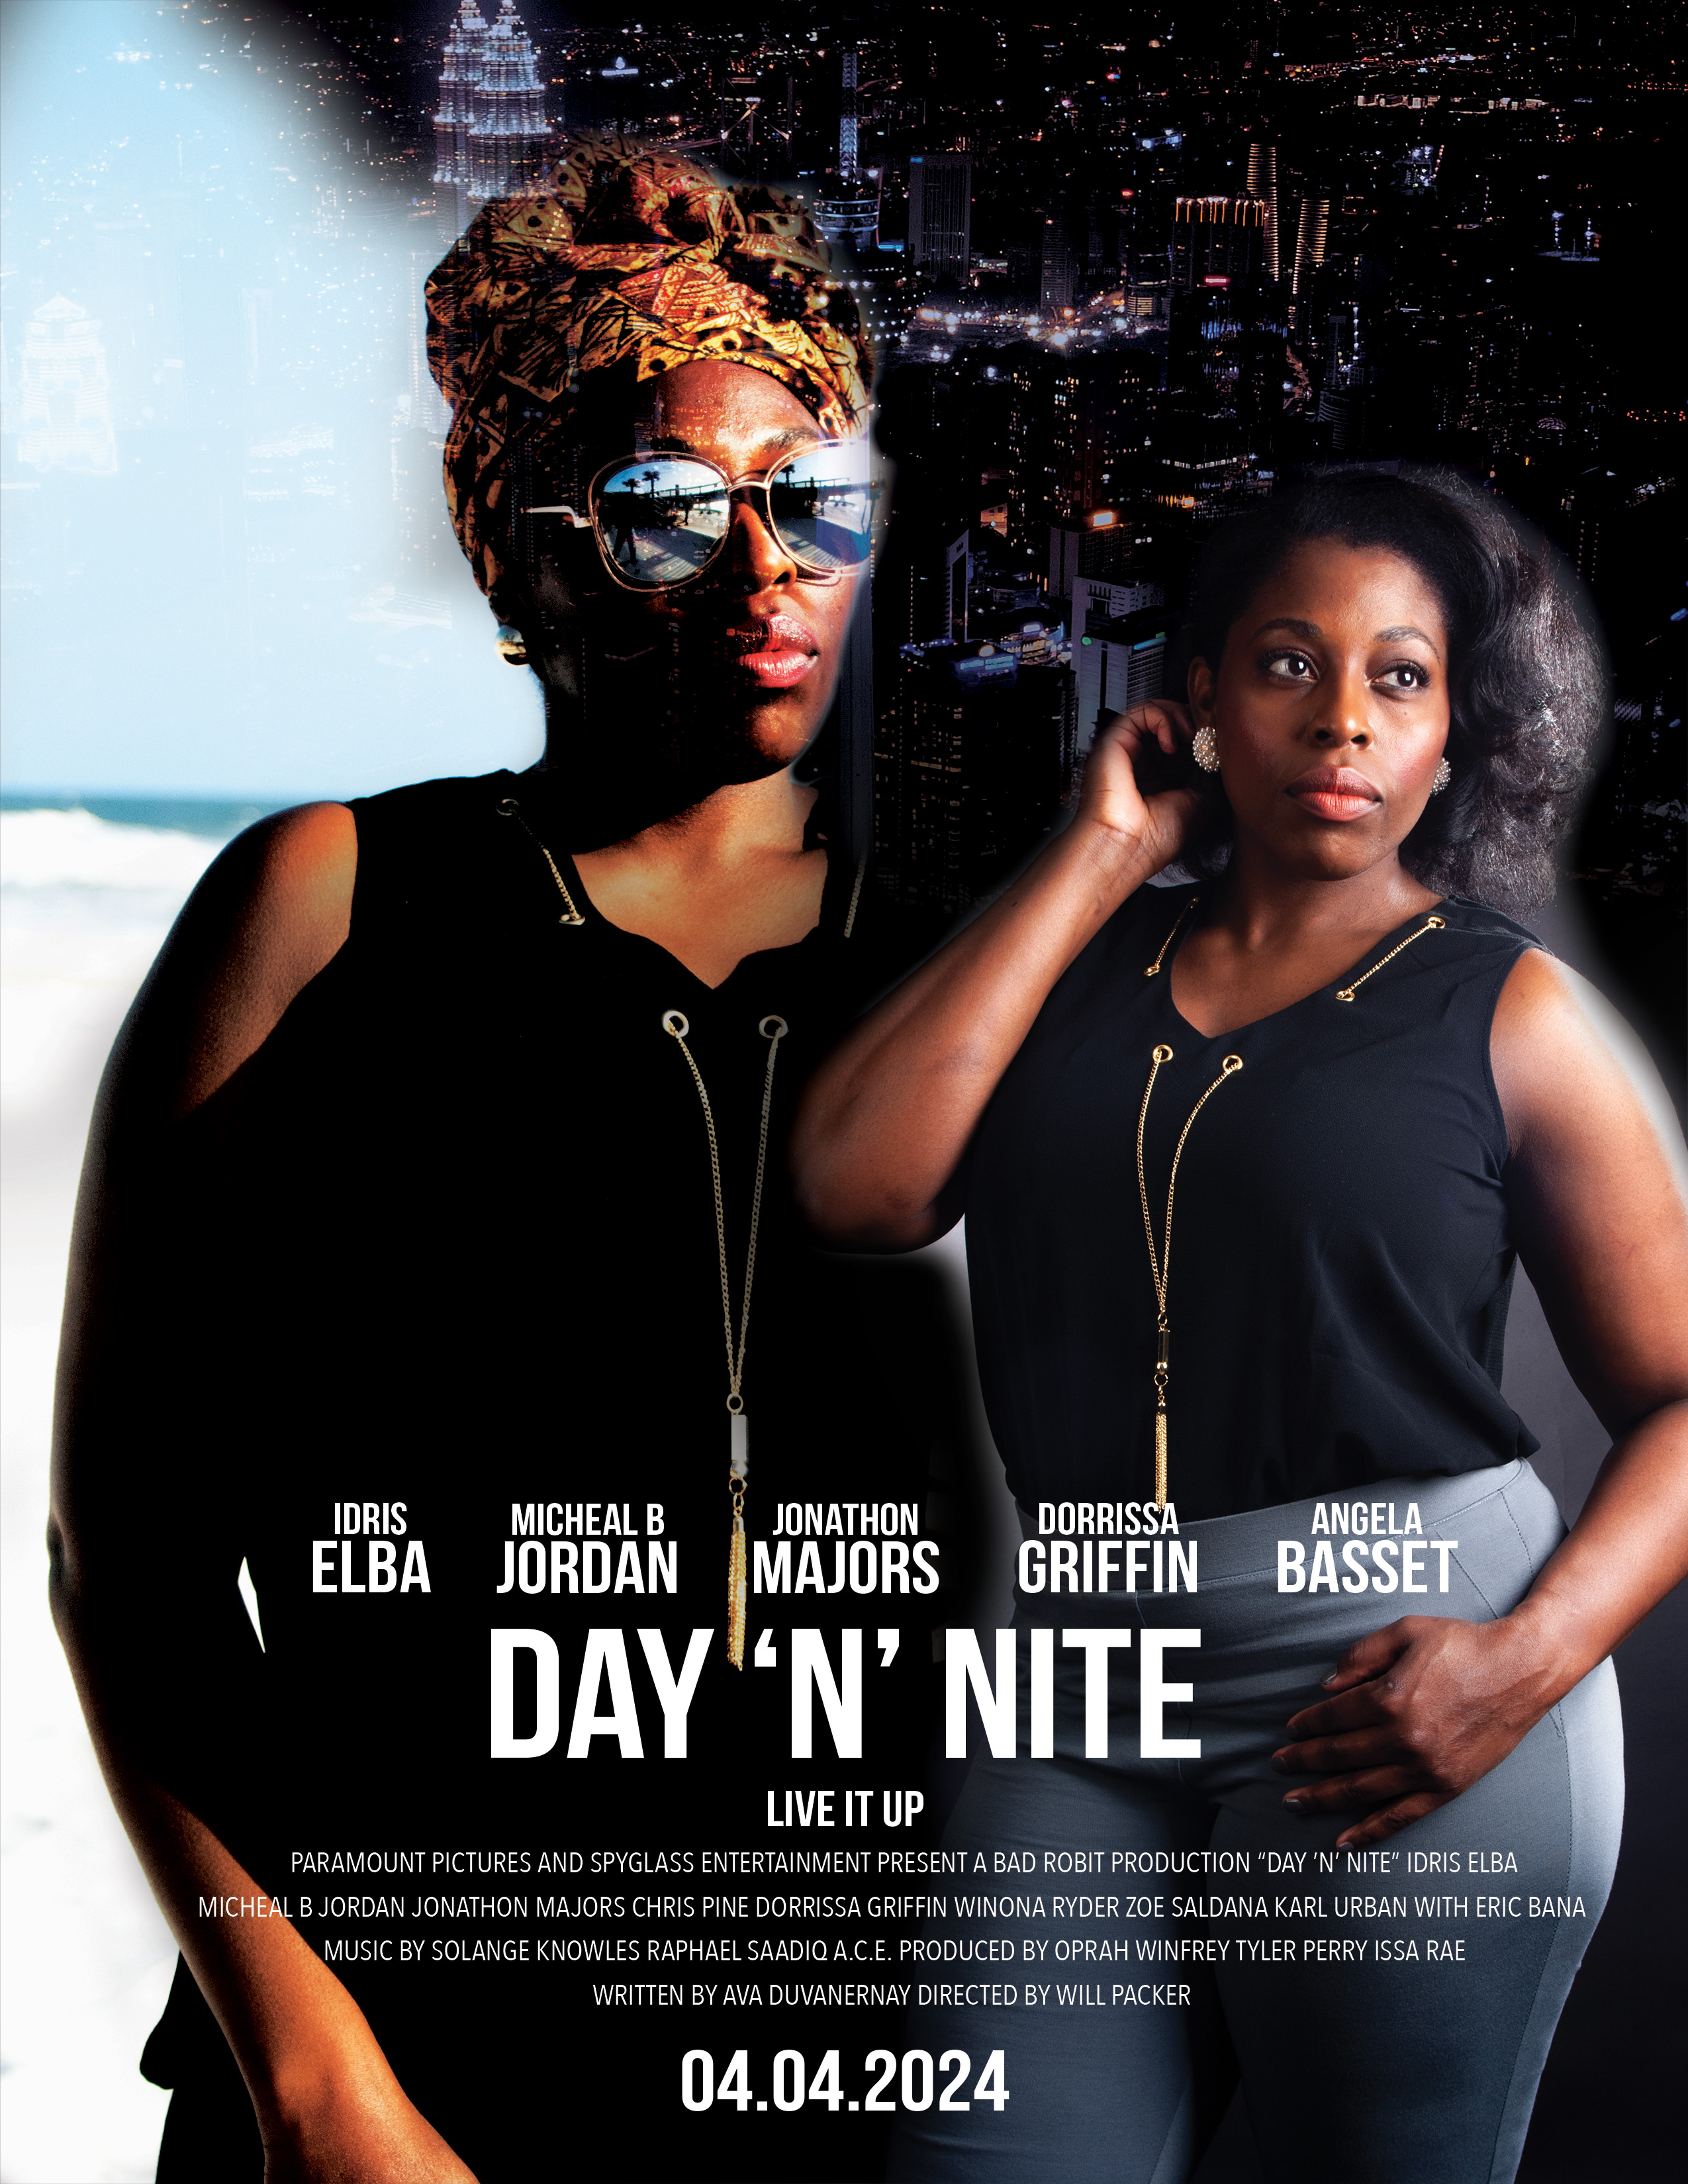 IDRIS
ELBA
MICHEAL B
JORDAN
JONATHON
MAJORS
DORRISSA
GRIFFIN
ANGELA
BASSET
DAY ‘N’ NITE
LIVE IT UP
PARAMOUNT PICTURES AND SPYGLASS ENTERTAINMENT PRESENT A BAD ROBIT PRODUCTION “DAY ’N’ NITE“ IDRIS ELBA
MICHEAL B JORDAN JONATHON MAJORS CHRIS PINE DORRISSA GRIFFIN WINONA RYDER ZOE SALDANA KARL URBAN WITH ERIC BANA
MUSIC BY SOLANGE KNOWLES RAPHAEL SAADIQ A.C.E. PRODUCED BY OPRAH WINFREY TYLER PERRY ISSA RAE
WRITTEN BY AVA DUVANERNAY DIRECTED BY WILL PACKER
04.04.2024